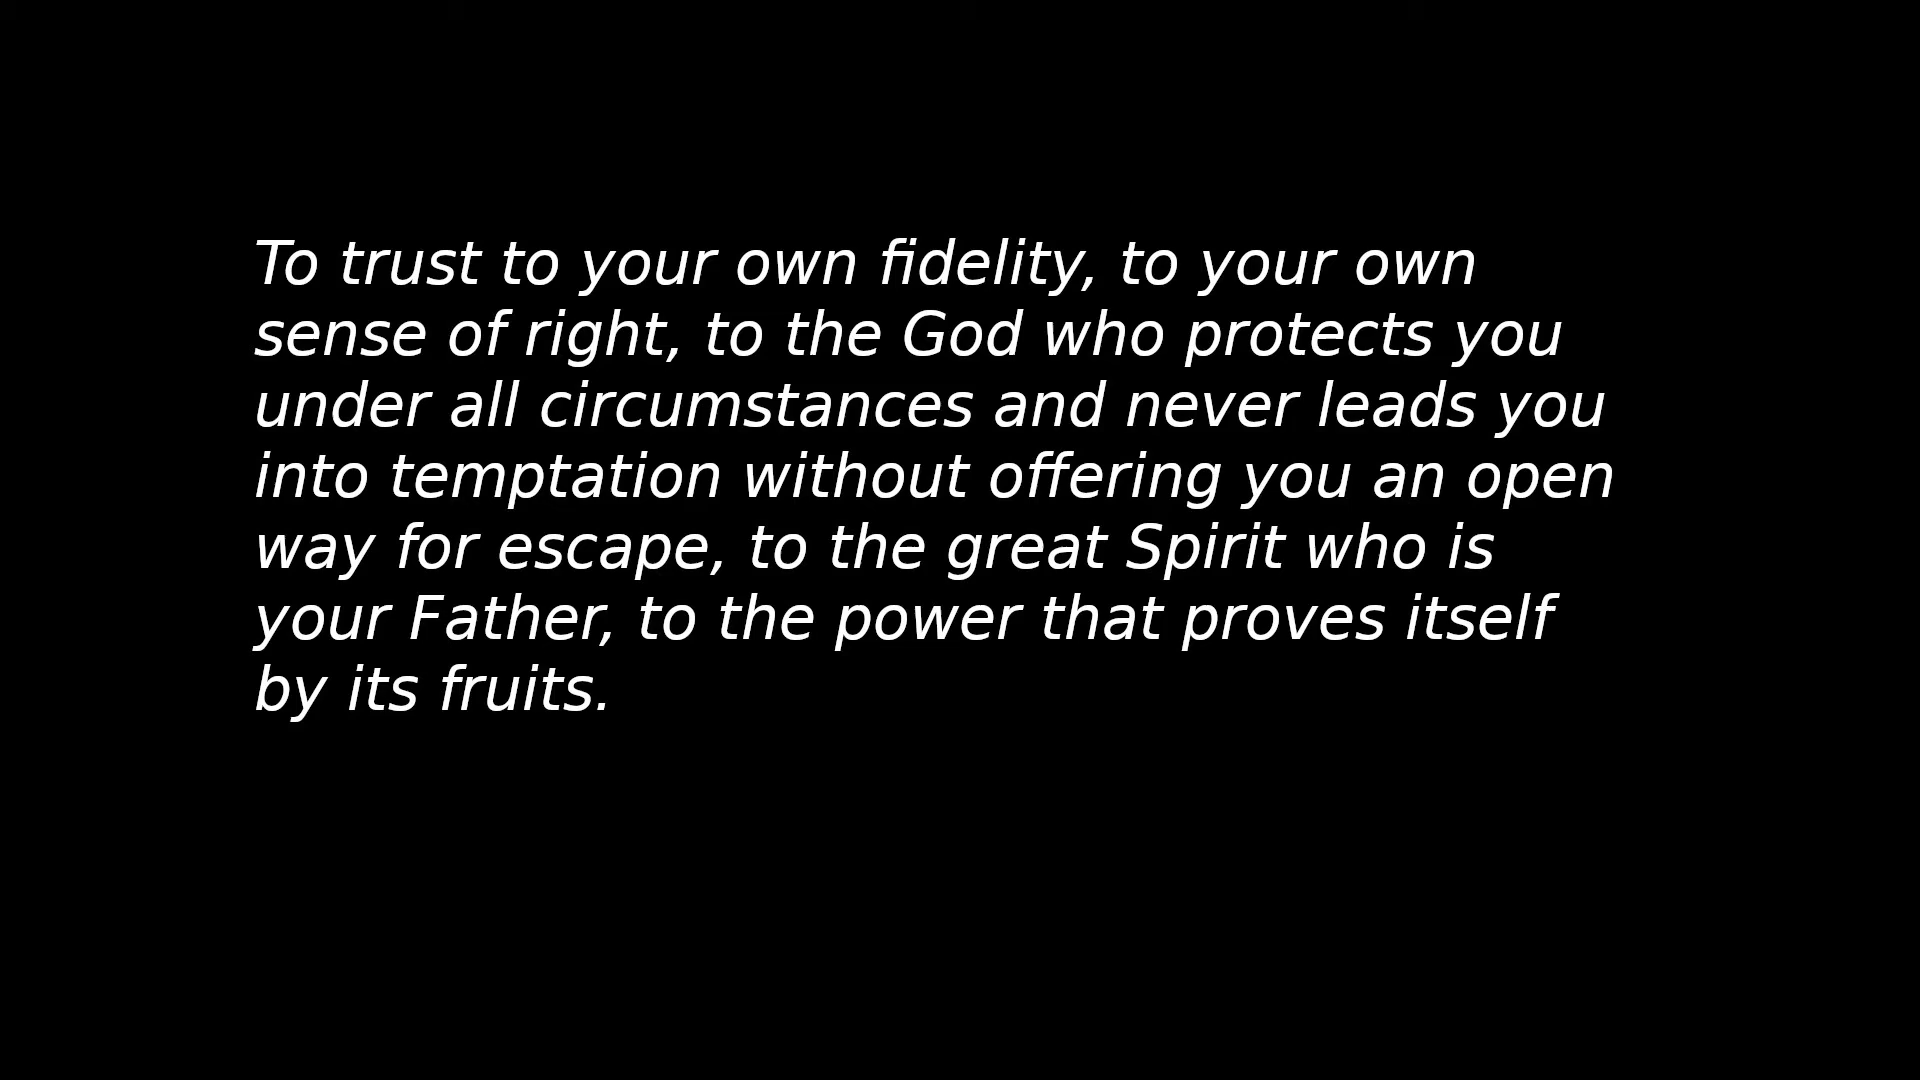 To trust to your own fidelity, to your own
sense of right, to the God who protects you
under all circumstances and never leads you
into temptation without offering you an open
way for escape, to the great Spirit who is
your Father, to the power that proves itself
by its fruits.